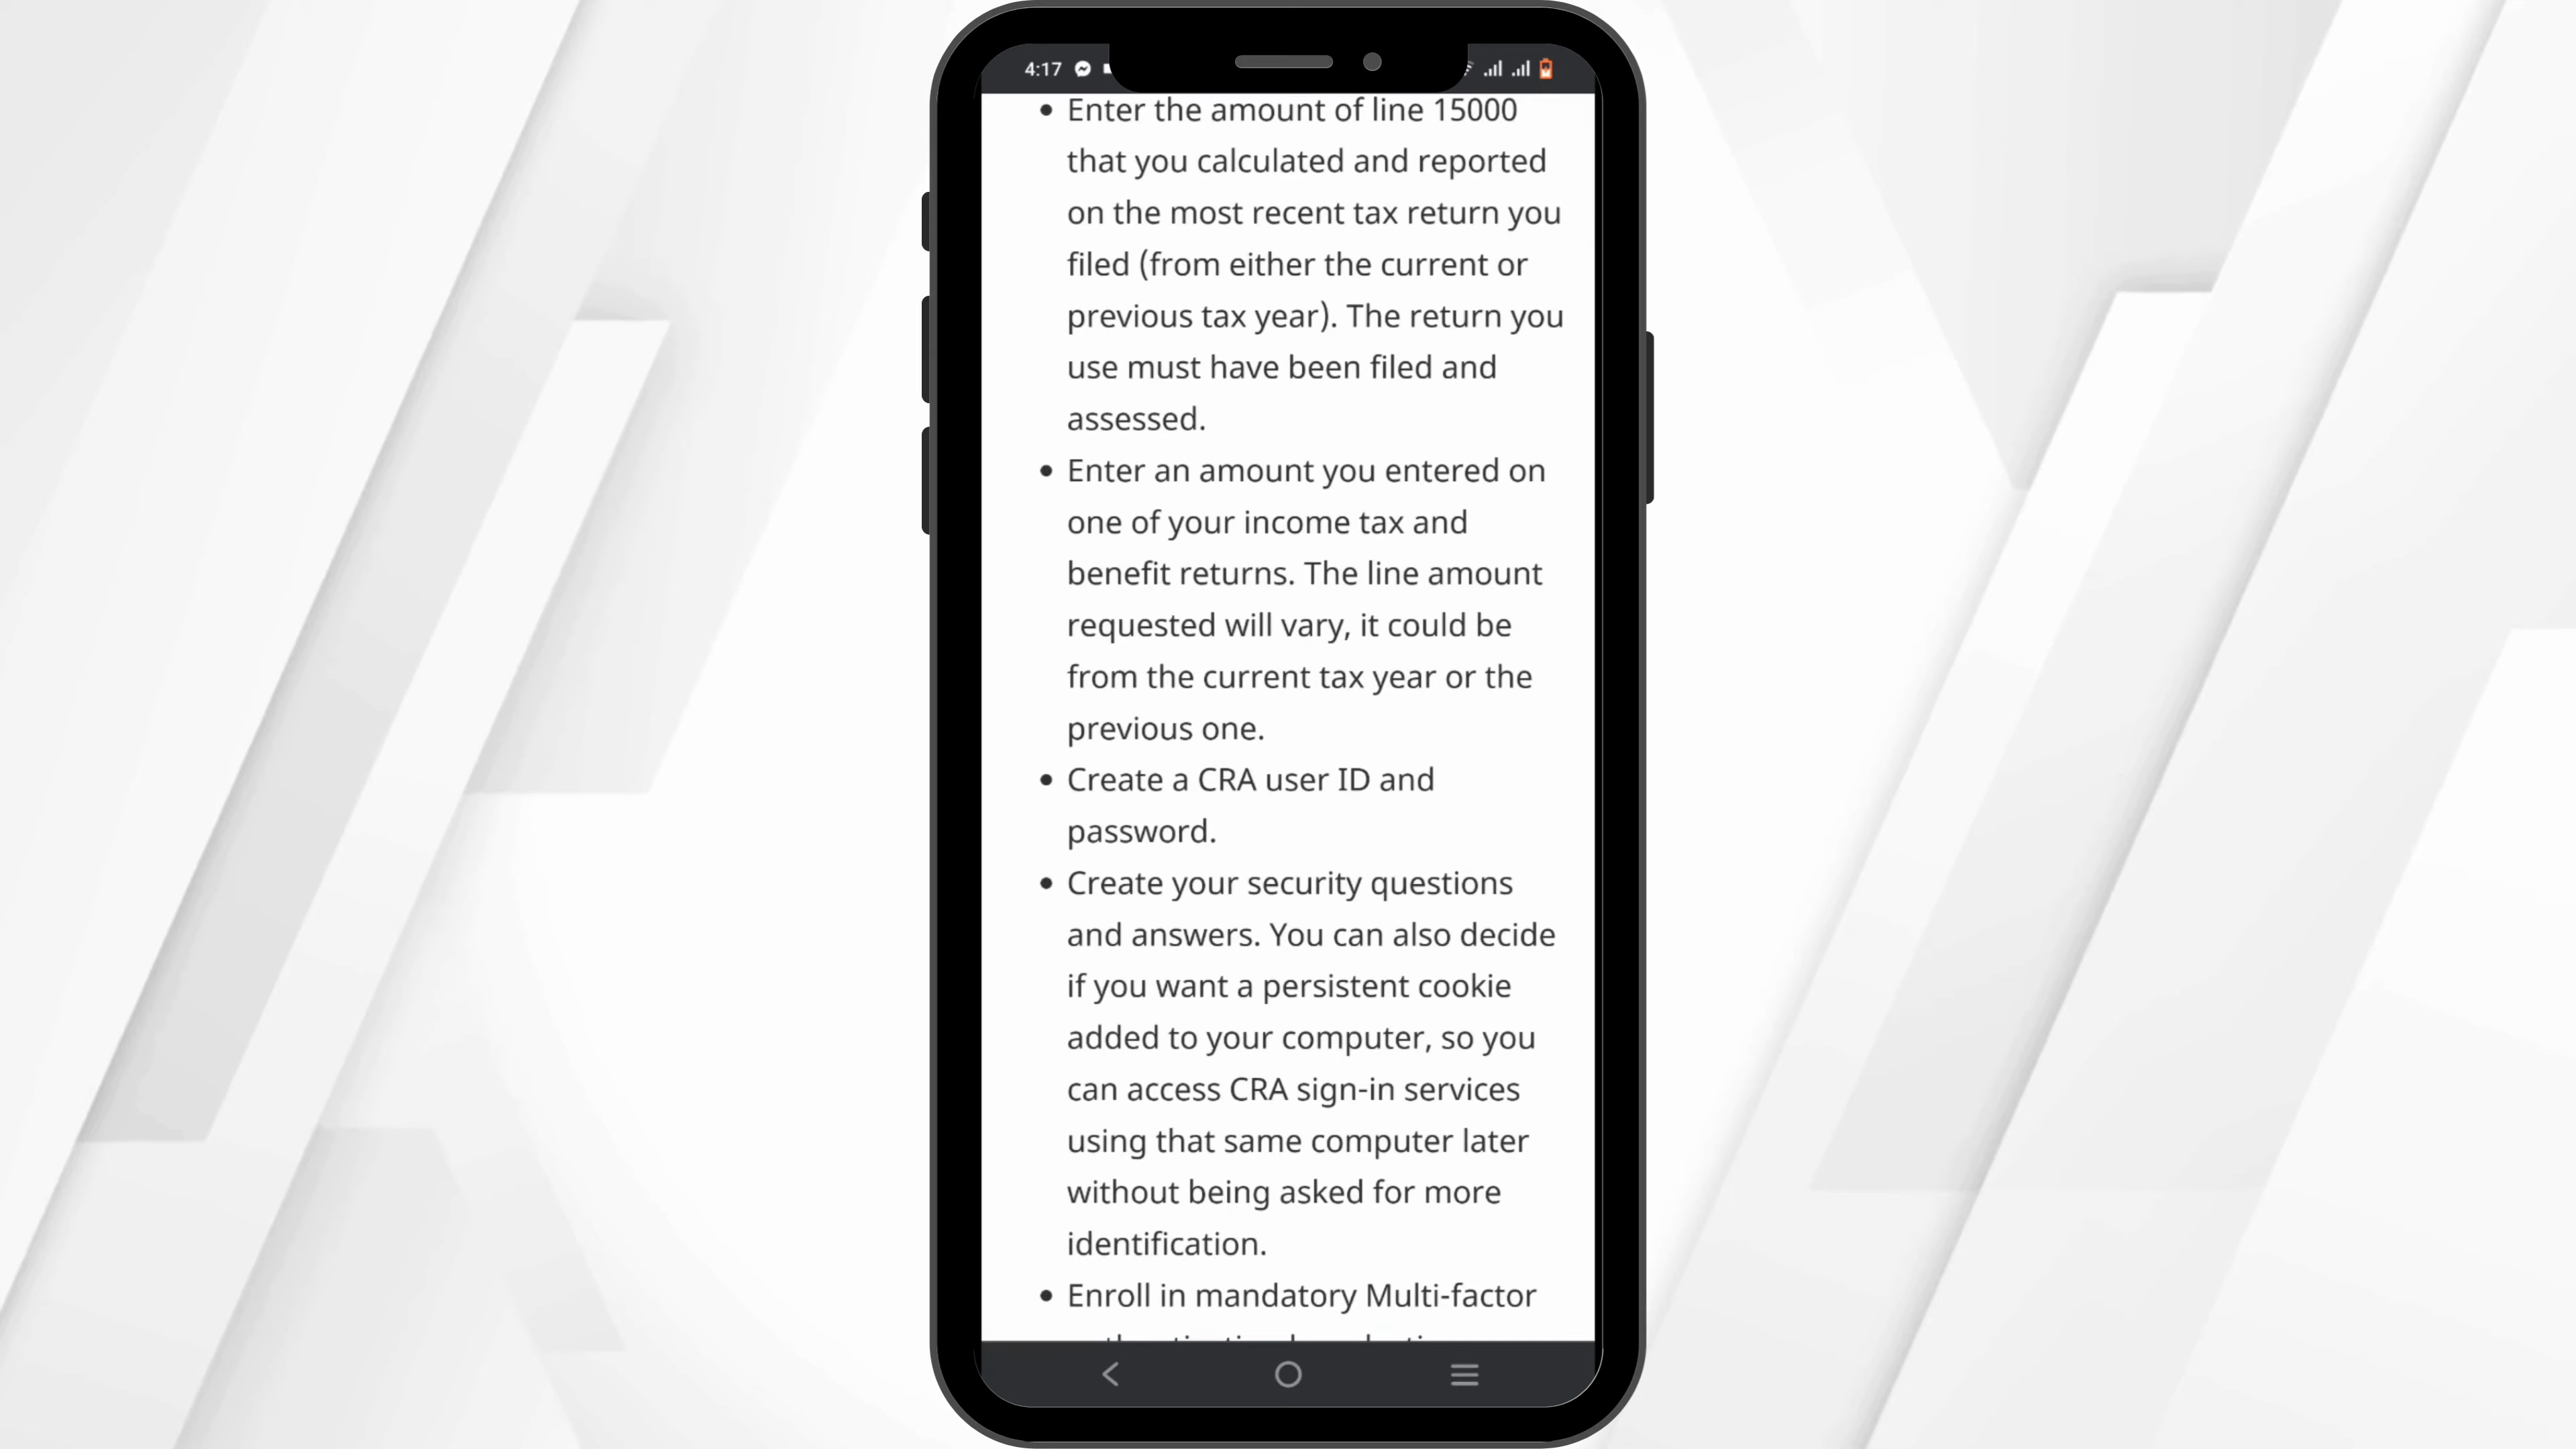 4:17
• Enter the amount of line 15000
that you calculated and reported
on the most recent tax return you
filed (from either the current or
previous tax year). The return you
use must have been filed and
assessed.
• Enter an amount you entered on
one of your income tax and
benefit returns. The line amount
requested will vary, it could be
from the current tax year or the
previous one.
• Create a CRA user ID and
password.
• Create your security questions
and answers. You can also decide
if you want a persistent cookie
added to your computer, so you
can access CRA sign-in services
using that same computer later
without being asked for more
identification.
• Enroll in mandatory Multi-factor